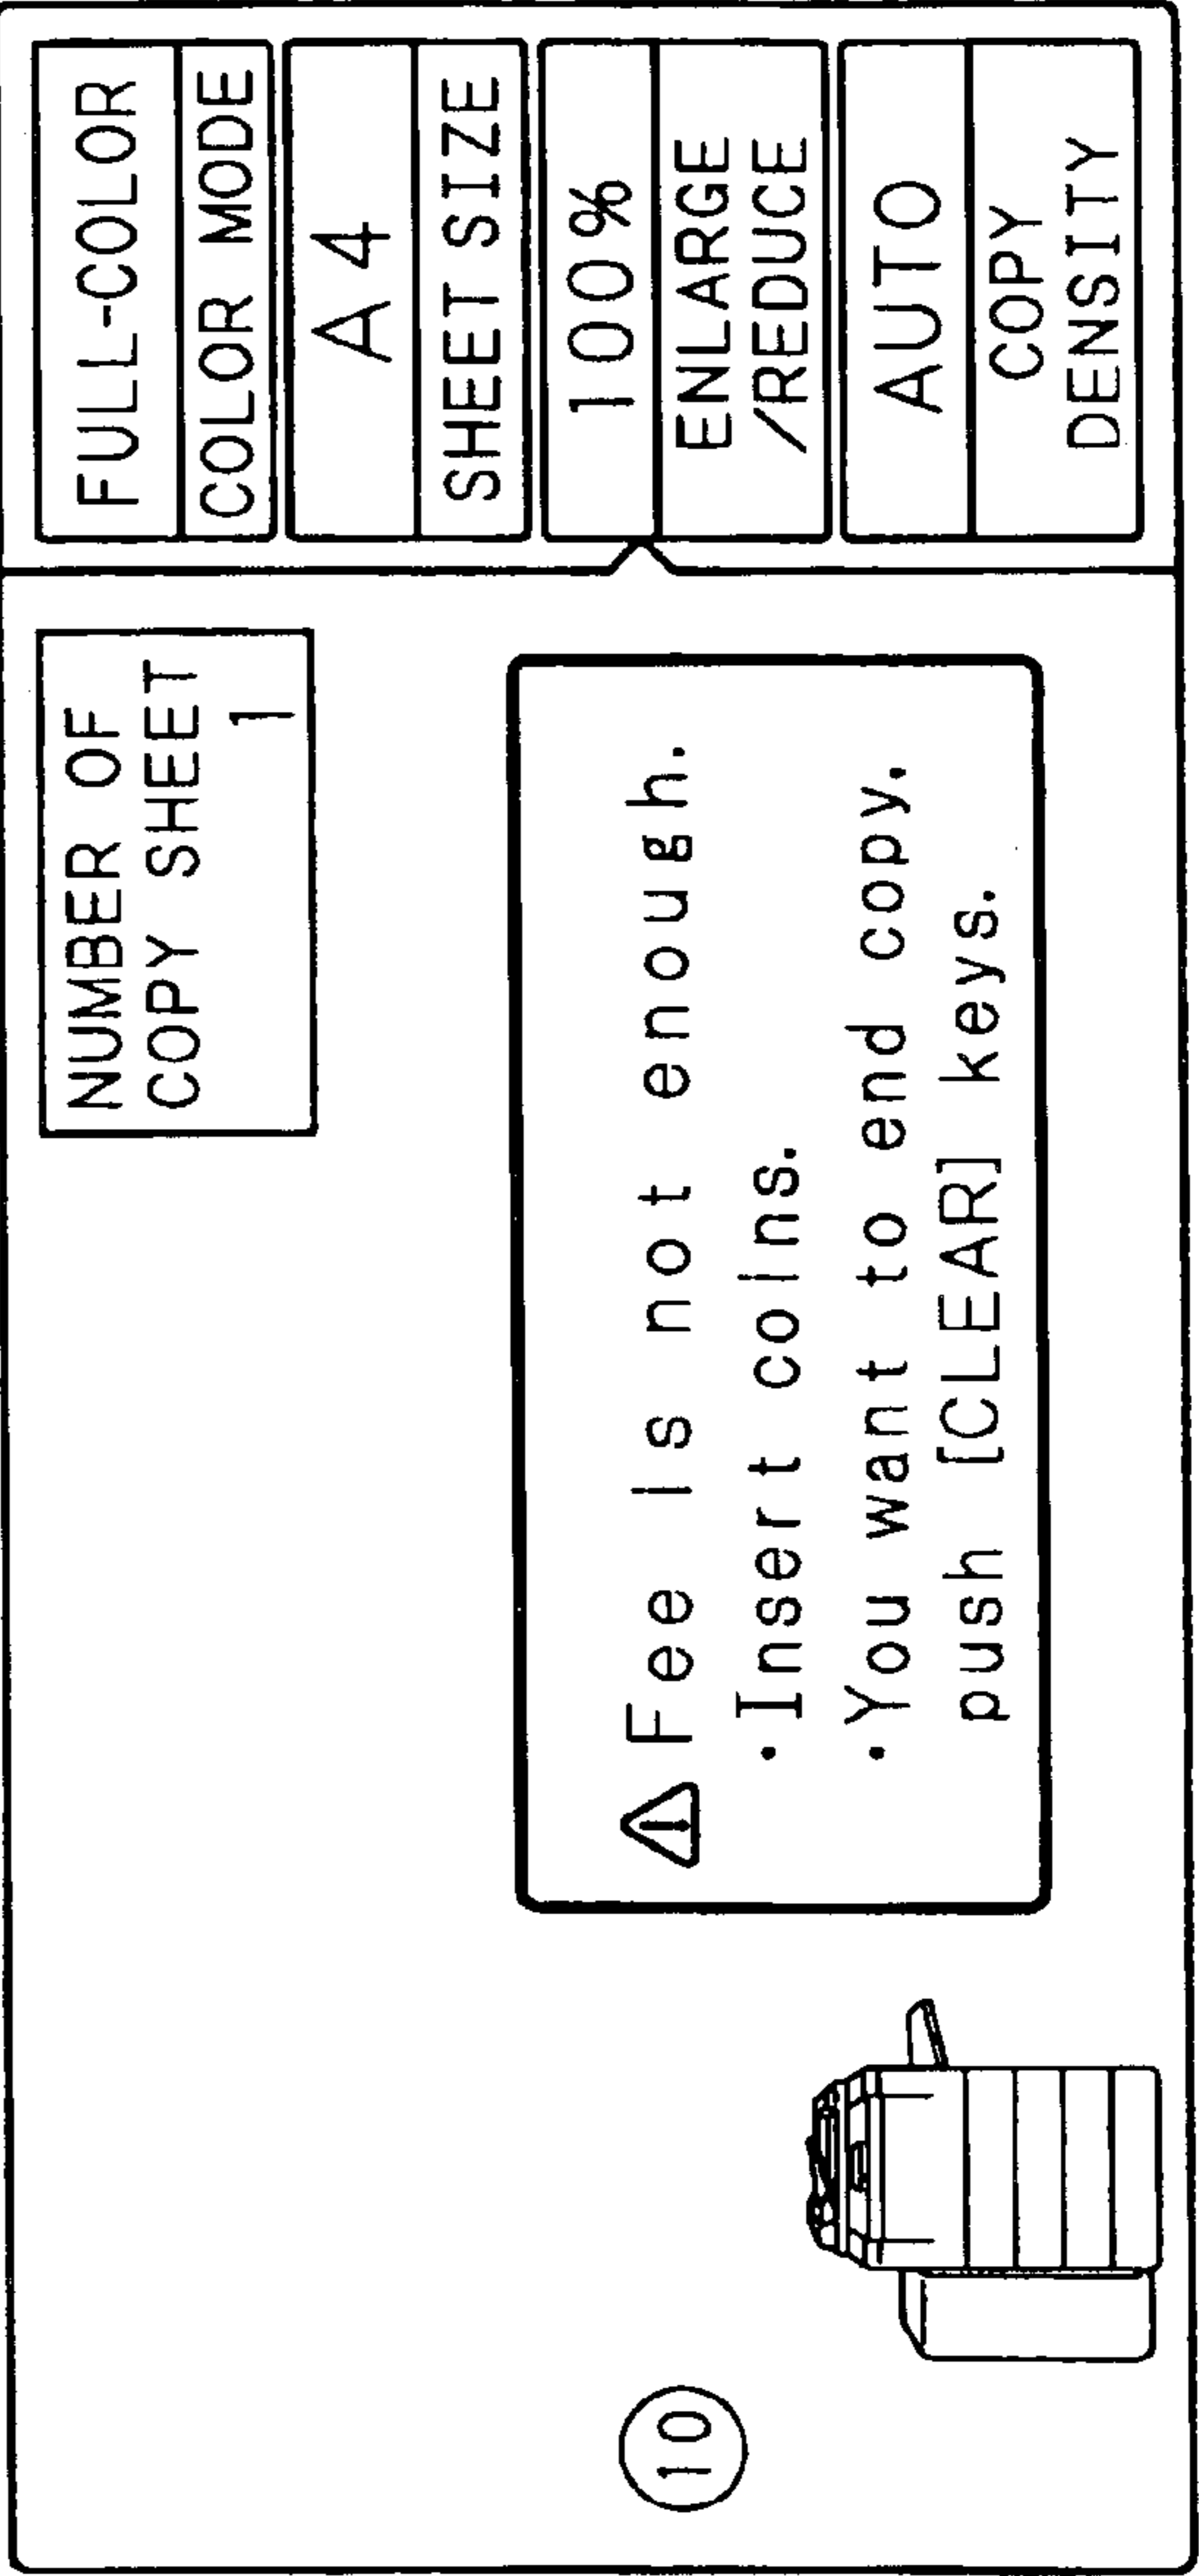 NUMBER OF
COPY SHEET
1
FULL-COLOR
COLOR MODE
A4
SHEET SIZE
100%
ENLARGE
/REDUCE
AUTO
COPY
DENSITY
Fee is not enough.
・Insert coins.
・You want to end copy.
push [CLEAR] keys.
10